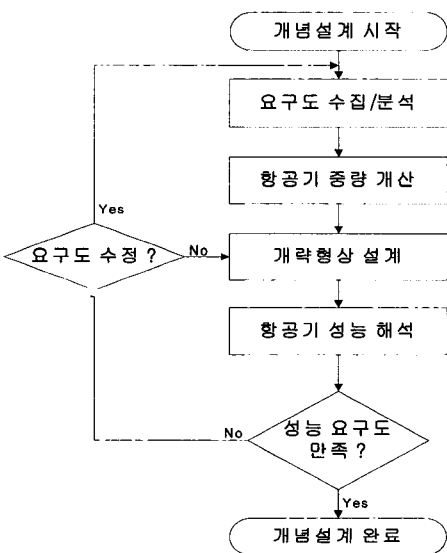 개념설계 시작
요구도 수집/분석
항공기 중량 개산
Yes
요구도 수정 ?
No
개략형상 설계
항공기 성능 해석
성능 요구도
만족 ?
No
Yes
개념설계 완료